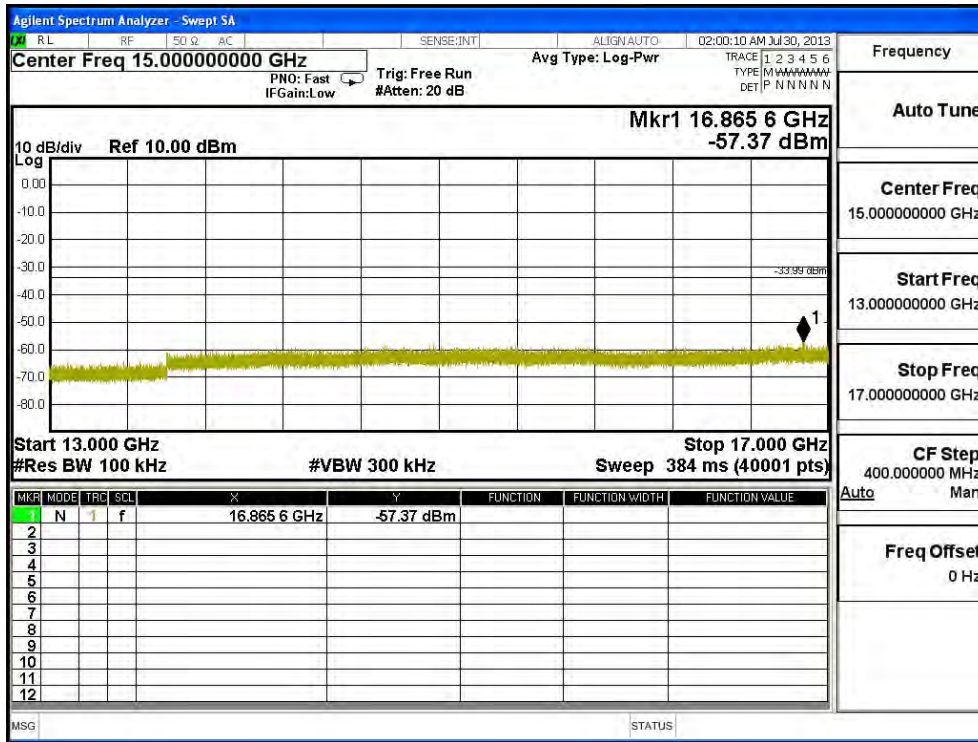 Agilent Spectrum Analyzer - Swept SA
RL RF 50 Ω AC SENSE:INT ALIGN AUTO 02:00:10 AM Jul 30, 2013
Center Freq 15.000000000 GHz
PNO: Fast
IFGain:Low
Trig: Free Run
#Atten: 20 dB
Avg Type: Log-Pwr
TRACE 1 2 3 4 5 6
TYPE M
DET P N N N N N
Mkr1 16.865 6 GHz
-57.37 dBm
10 dB/div
Log
Ref 10.00 dBm
0.00
-10.0
-20.0
-30.0
-40.0
-50.0
-60.0
-70.0
-80.0
-33.99 dBm
1
Start 13.000 GHz
Stop 17.000 GHz
#Res BW 100 kHz
#VBW 300 kHz
Sweep 384 ms (40001 pts)
MKR MODE TRC SCL X Y FUNCTION FUNCTION WIDTH FUNCTION VALUE
1 N 1 f 16.865 6 GHz -57.37 dBm
2
3
4
5
6
7
8
9
10
11
12
MSG
STATUS
Frequency
Auto Tune
Center Freq
15.000000000 GHz
Start Freq
13.000000000 GHz
Stop Freq
17.000000000 GHz
CF Step
400.000000 MHz
Auto Man
Freq Offset
0 Hz